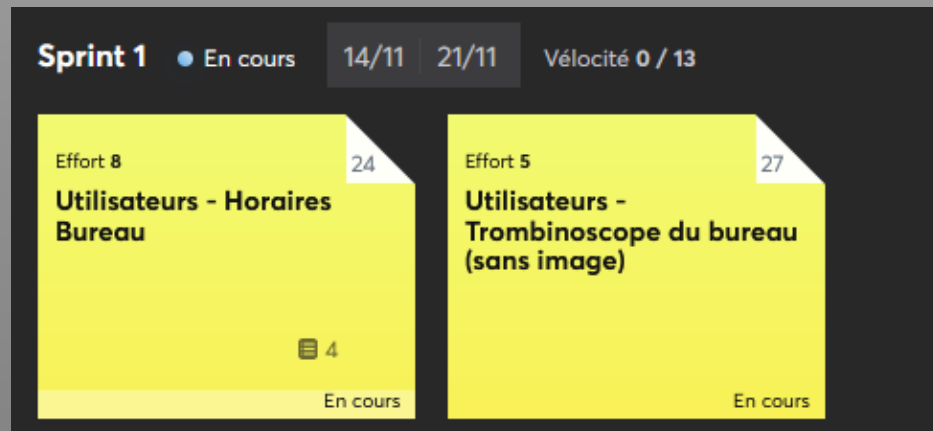 Sprint 1 En cours 14/11 21/11 Vélocité 0 / 13
Effort 8
24
Utilisateurs - Horaires
Bureau
4
En cours
Effort 5
27
Utilisateurs -
Trombinoscope du bureau
(sans image)
En cours